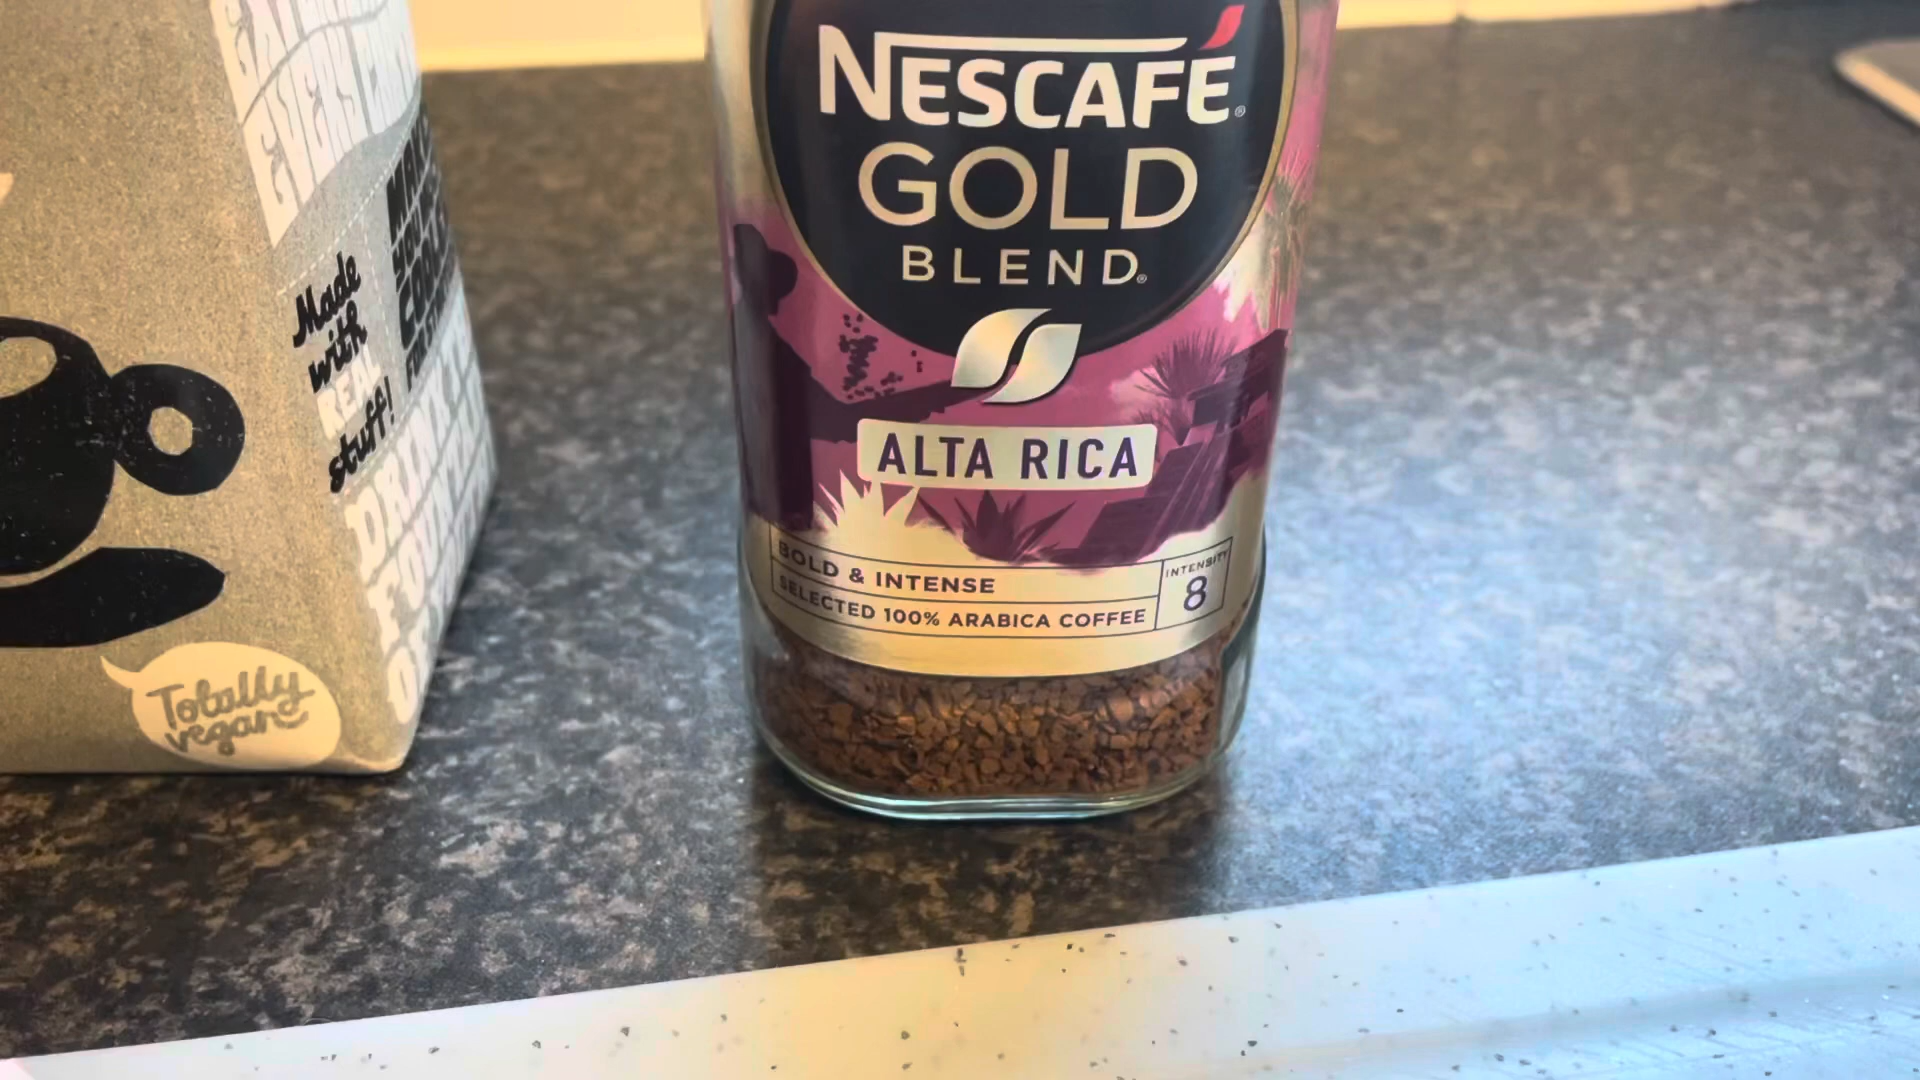 EVERY
Made
with
REAL
stuff!
Totally
vegan
NESCAFÉ®
GOLD
BLEND®
ALTA RICA
BOLD & INTENSE
SELECTED 100% ARABICA COFFEE
INTENSITY
8